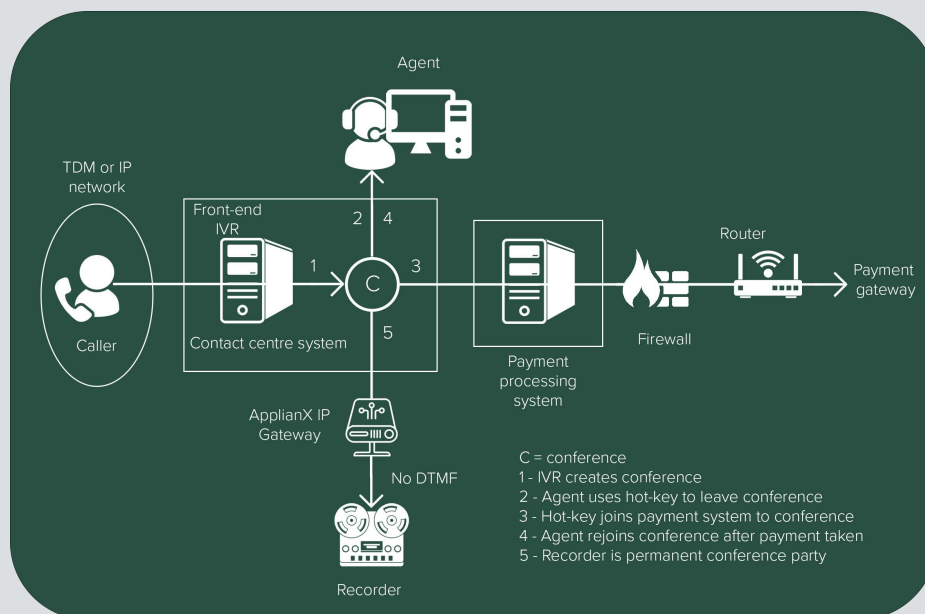 Agent
TDM or IP
network
Front-end
IVR
2
4
Router
1
C
3
Payment
gateway
Caller
Contact centre system
5
Firewall
Payment
processing
system
ApplianX IP
Gateway
No DTMF
Recorder
C = conference
1 - IVR creates conference
2 - Agent uses hot-key to leave conference
3 - Hot-key joins payment system to conference
4 - Agent rejoins conference after payment taken
5 - Recorder is permanent conference party